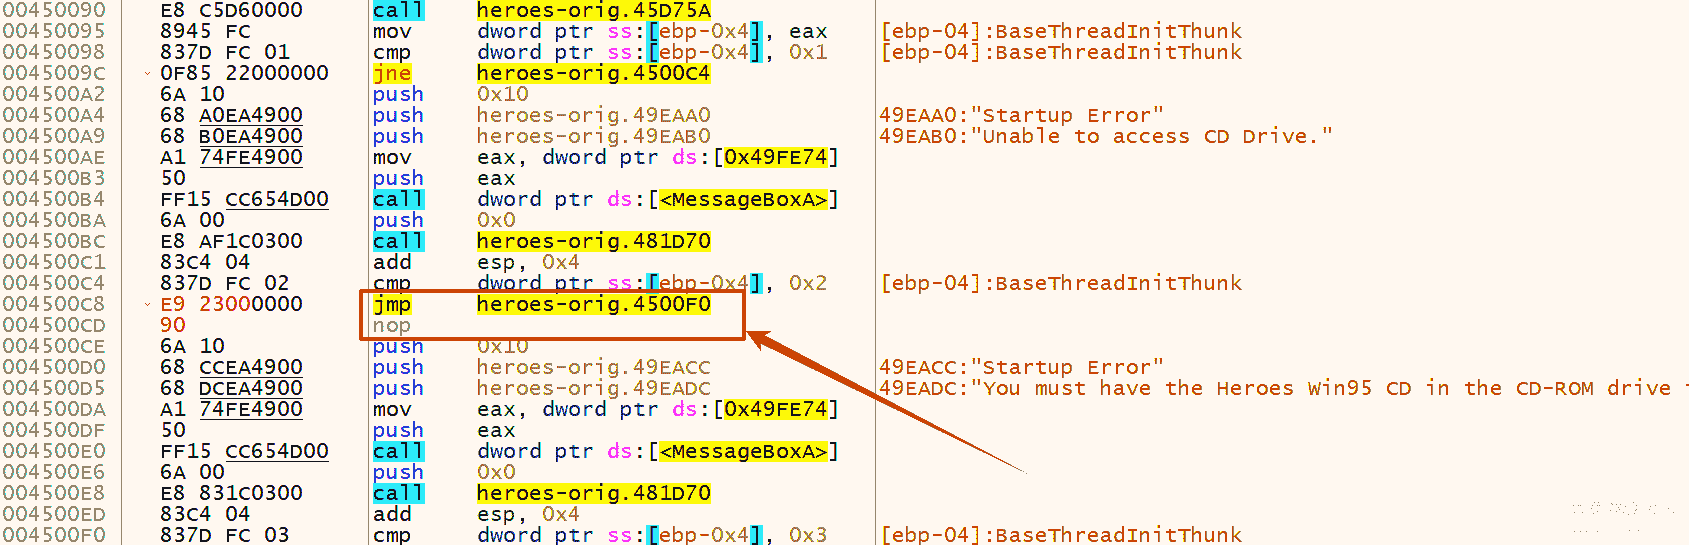 00450090 E8 C5D60000 call heroes-orig.45D75A
00450095 8945 FC mov dword ptr ss:[ebp-0x4], eax [ebp-04]:BaseThreadInitThunk
00450098 837D FC 01 cmp dword ptr ss:[ebp-0x4], 0x1 [ebp-04]:BaseThreadInitThunk
0045009C 0F85 22000000 jne heroes-orig.4500C4
004500A2 6A 10 push 0x10
004500A4 68 A0EA4900 push heroes-orig.49EAA0 49EAA0:"Startup Error"
004500A9 68 B0EA4900 push heroes-orig.49EAB0 49EAB0:"Unable to access CD Drive."
004500AE A1 74FE4900 mov eax, dword ptr ds:[0x49FE74]
004500B3 50 push eax
004500B4 FF15 CC654D00 call dword ptr ds:[<MessageBoxA>]
004500BA 6A 00 push 0x0
004500BC E8 AF1C0300 call heroes-orig.481D70
004500C1 83C4 04 add esp, 0x4
004500C4 837D FC 02 cmp dword ptr ss:[ebp-0x4], 0x2 [ebp-04]:BaseThreadInitThunk
004500C8 E9 23000000 jmp heroes-orig.4500F0
004500CD 90 nop
004500CE 6A 10 push 0x10
004500D0 68 CCEA4900 push heroes-orig.49EACC 49EACC:"Startup Error"
004500D5 68 DCEA4900 push heroes-orig.49EADC 49EADC:"You must have the Heroes Win95 CD in the CD-ROM drive
004500DA A1 74FE4900 mov eax, dword ptr ds:[0x49FE74]
004500DF 50 push eax
004500E0 FF15 CC654D00 call dword ptr ds:[<MessageBoxA>]
004500E6 6A 00 push 0x0
004500E8 E8 831C0300 call heroes-orig.481D70
004500ED 83C4 04 add esp, 0x4
004500F0 837D FC 03 cmp dword ptr ss:[ebp-0x4], 0x3 [ebp-04]:BaseThreadInitThunk